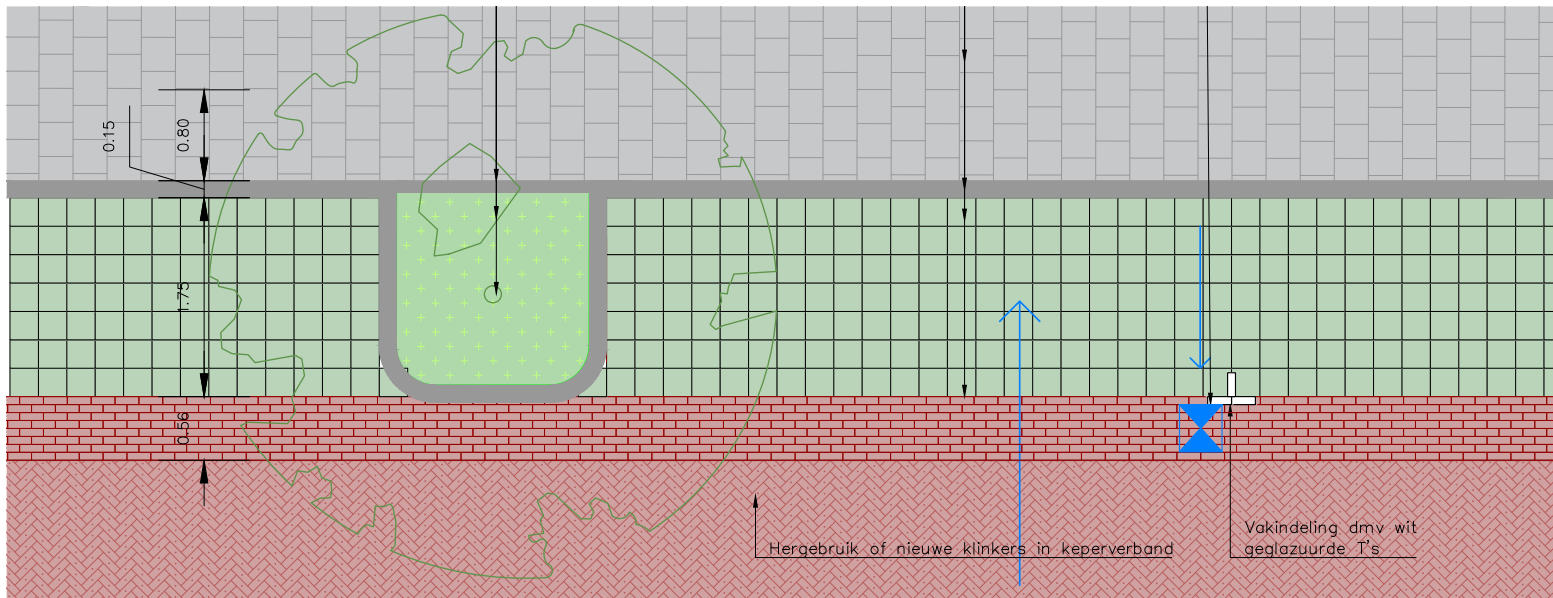 0.15
0.80
1.75
0.56
Hergebruik of nieuwe klinkers in keperverband
Vakindeling dmv wit
geglazuurde T's